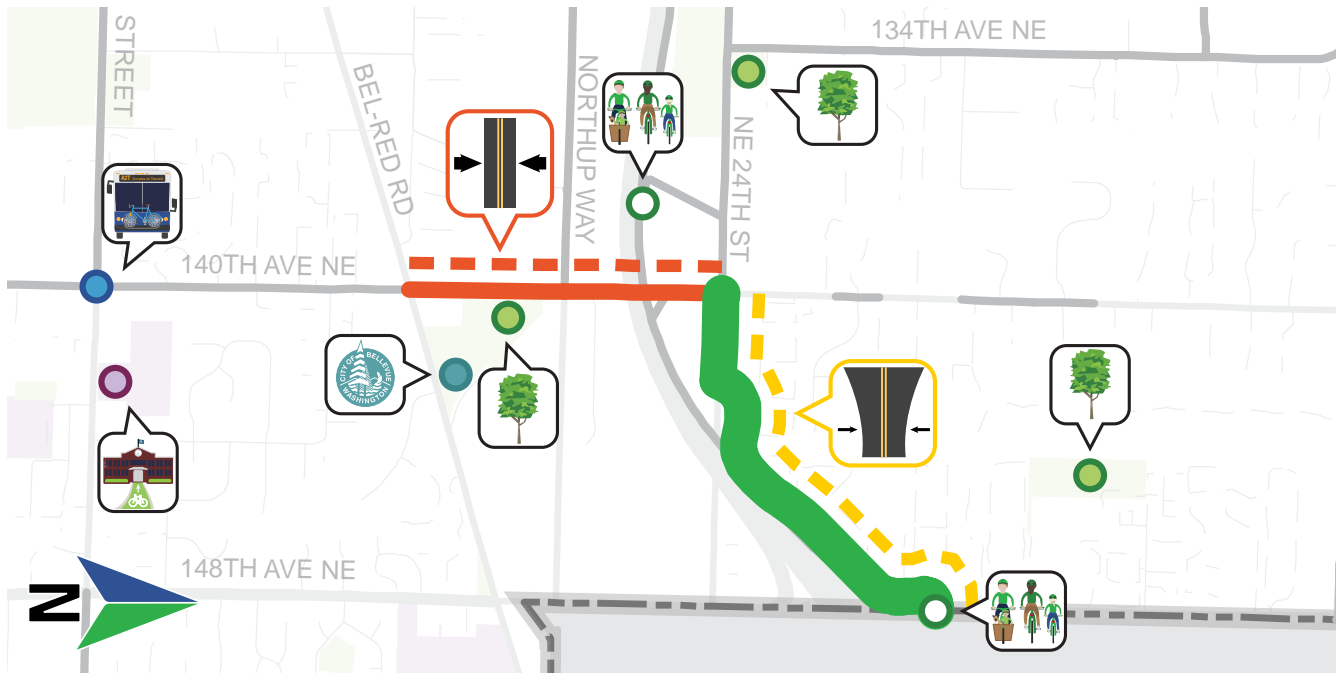 STREET
134TH AVE NE
BEL-RED RD
NORTHUP WAY
NE 24TH ST
140TH AVE NE
CITY OF BELLEVUE
WASHINGTON
148TH AVE NE
N